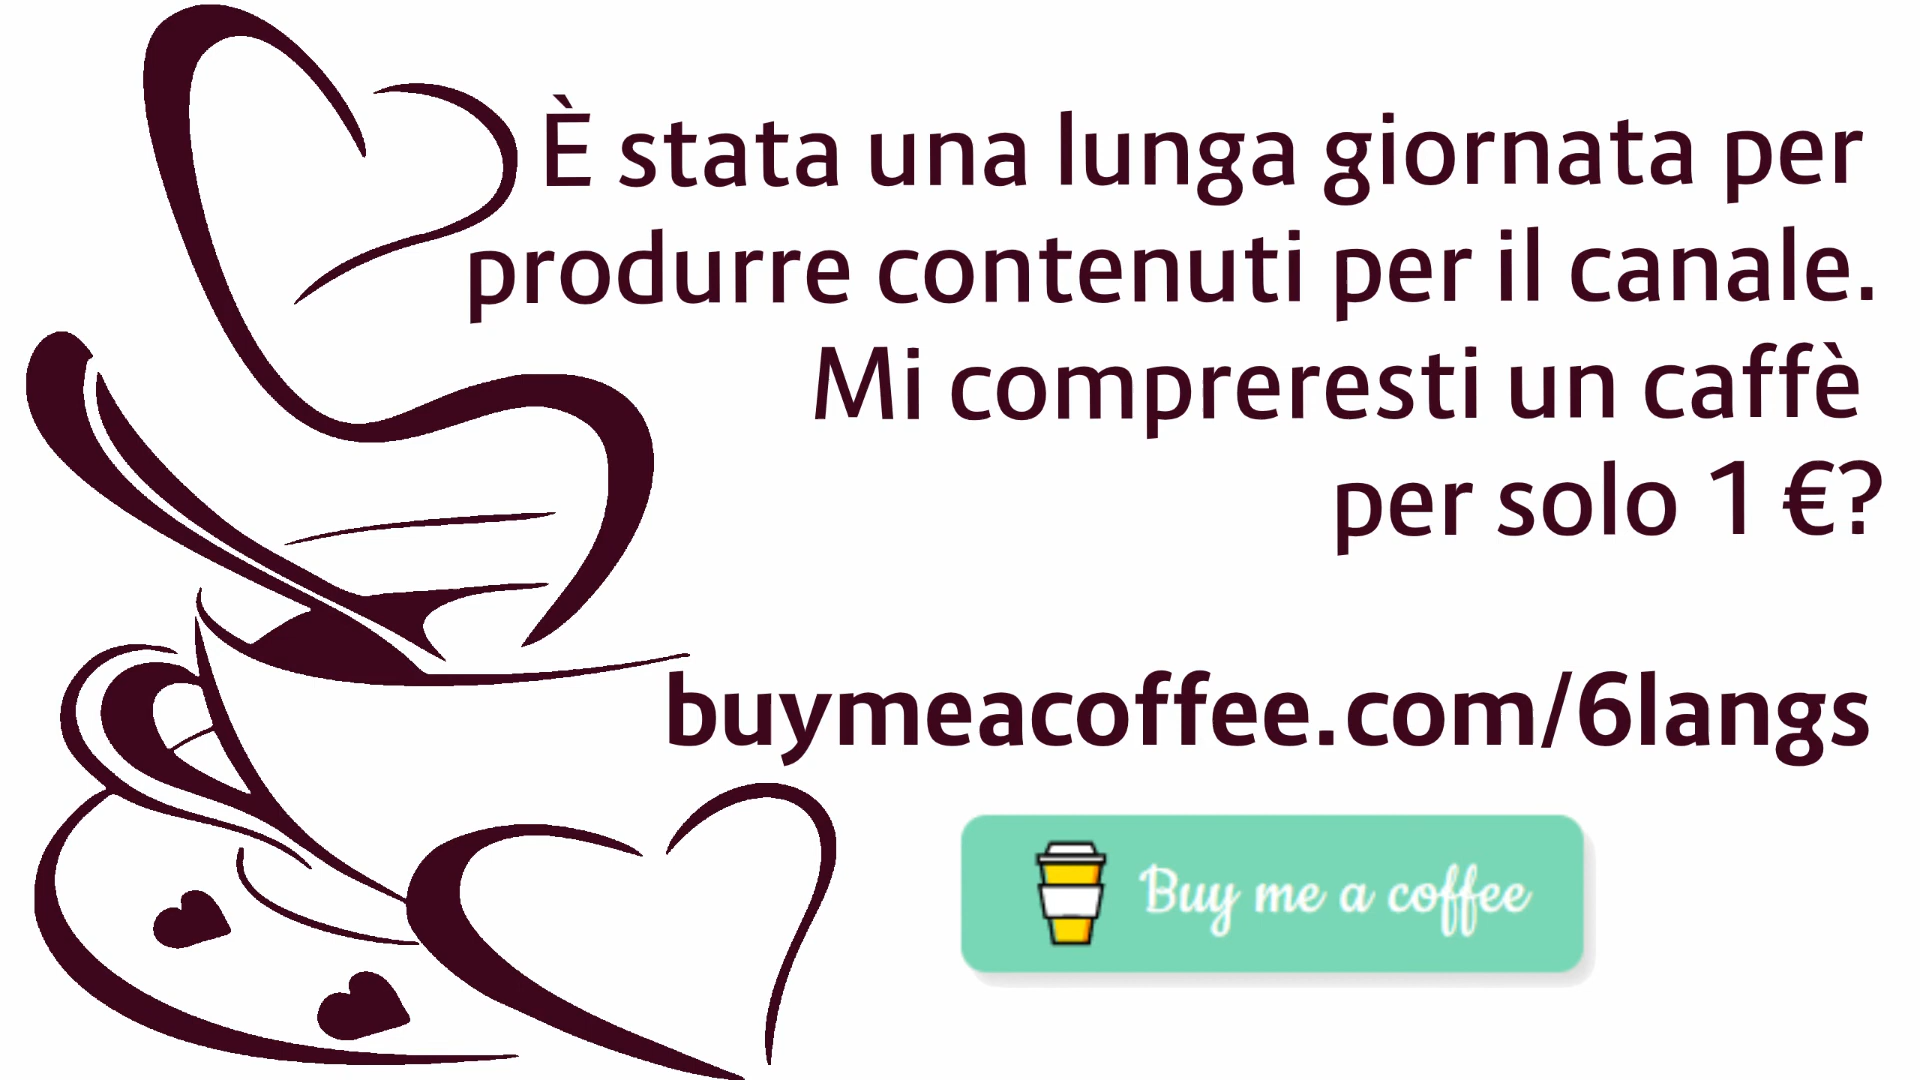 È stata una lunga giornata per
produrre contenuti per il canale.
Mi compreresti un caffè
per solo 1 €?
buymeacoffee.com/6langs
Buy me a coffee